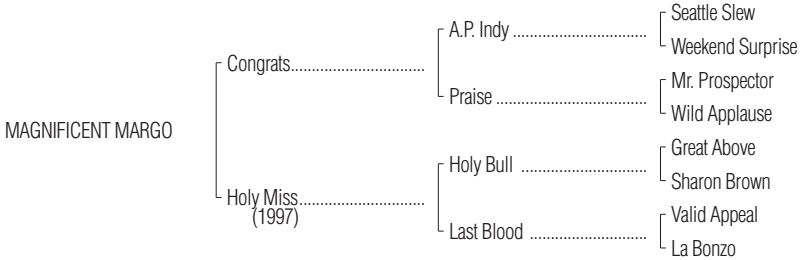 Seattle Slew
A.P. Indy ................................
Weekend Surprise
Congrats................................
Mr. Prospector
Praise ....................................
Wild Applause
MAGNIFICENT MARGO
Great Above
Holy Bull ..............................
Sharon Brown
Holy Miss..............................
(1997)
Valid Appeal
Last Blood ............................
La Bonzo